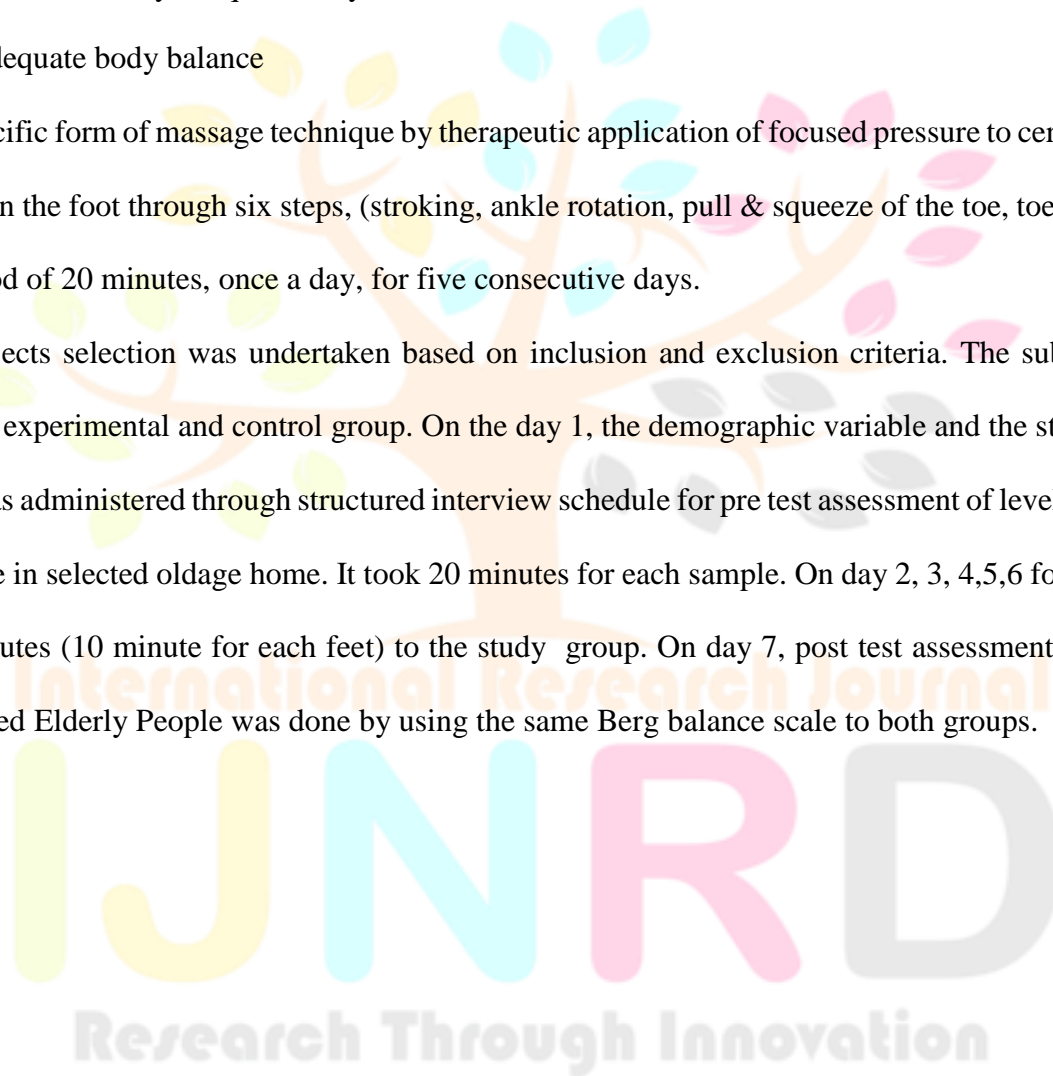 dequate body balance
cific form of massage technique by therapeutic application of focused pressure to cer
n the foot through six steps, (stroking, ankle rotation, pull & squeeze of the toe, toe
od of 20 minutes, once a day, for five consecutive days.
jects selection was undertaken based on inclusion and exclusion criteria. The sub
experimental and control group. On the day 1, the demographic variable and the st
as administered through structured interview schedule for pre test assessment of level
e in selected oldage home. It took 20 minutes for each sample. On day 2, 3, 4,5,6 fo
utes (10 minute for each feet) to the study group. On day 7, post test assessment
International Research Journal
ed Elderly People was done by using the same Berg balance scale to both groups.
IJNRD
Research Through Innovation